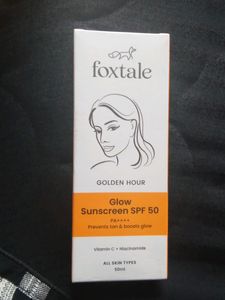 foxtale
GOLDEN HOUR
Glow
Sunscreen SPF 50
PA++++
Prevents tan & boosts glow
Vitamin C + Niacinamide
ALL SKIN TYPES
50ml